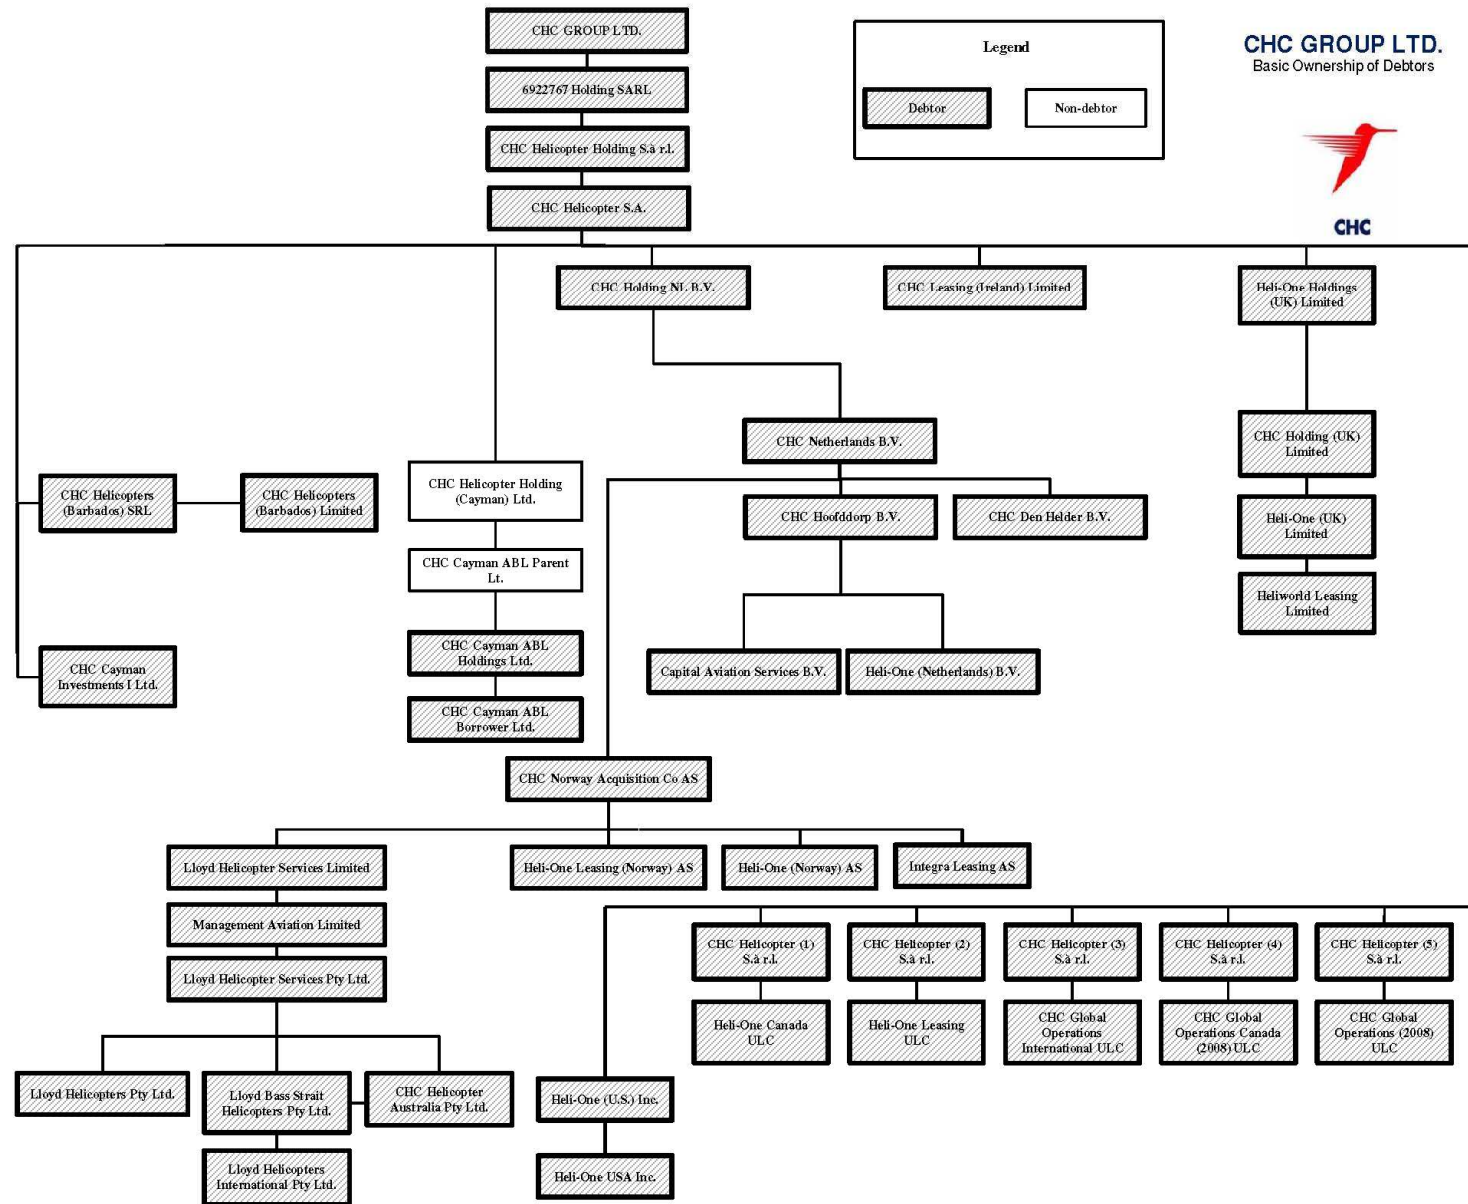 CHC GROUP LTD.
Legend
Debtor
Non-debtor
CHC GROUP LTD.
Basic Ownership of Debtors
CHC
6922767 Holding SARL
CHC Helicopter Holding S.à r.l.
CHC Helicopter S.A.
CHC Holding NL B.V.
CHC Leasing (Ireland) Limited
Heli-One Holdings
(UK) Limited
CHC Netherlands B.V.
CHC Holding (UK)
Limited
CHC Helicopters
(Barbados) SRL
CHC Helicopters
(Barbados) Limited
CHC Helicopter Holding
(Cayman) Ltd.
CHC Hoofddorp B.V.
CHC Den Helder B.V.
Heli-One (UK)
Limited
CHC Cayman ABL Parent
Lt.
Heliworld Leasing
Limited
CHC Cayman
Investments I Ltd.
CHC Cayman ABL
Holdings Ltd.
Capital Aviation Services B.V.
Heli-One (Netherlands) B.V.
CHC Cayman ABL
Borrower Ltd.
CHC Norway Acquisition Co AS
Lloyd Helicopter Services Limited
Heli-One Leasing (Norway) AS
Heli-One (Norway) AS
Integra Leasing AS
Management Aviation Limited
Lloyd Helicopter Services Pty Ltd.
CHC Helicopter (1)
S.à r.l.
CHC Helicopter (2)
S.à r.l.
CHC Helicopter (3)
S.à r.l.
CHC Helicopter (4)
S.à r.l.
CHC Helicopter (5)
S.à r.l.
Heli-One Canada
ULC
Heli-One Leasing
ULC
CHC Global
Operations
International ULC
CHC Global
Operations Canada
(2008) ULC
CHC Global
Operations (2008)
ULC
Lloyd Helicopters Pty Ltd.
Lloyd Bass Strait
Helicopters Pty Ltd.
CHC Helicopter
Australia Pty Ltd.
Heli-One (U.S.) Inc.
Lloyd Helicopters
International Pty Ltd.
Heli-One USA Inc.